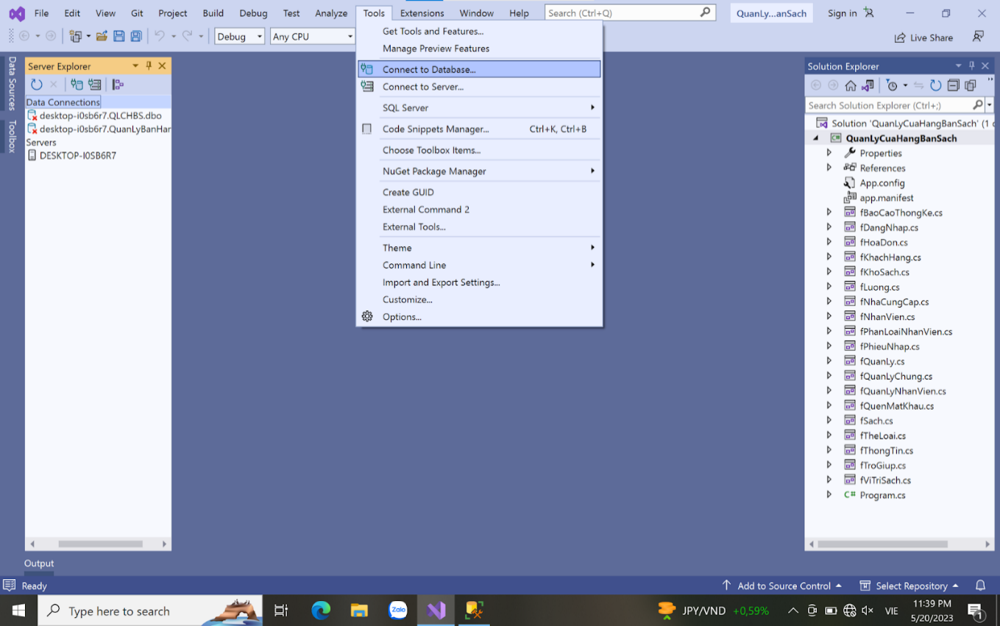 File Edit View Git Project Build Debug Test Analyze Tools Extensions Window Help Search (Ctrl+Q) QuanLy...anSach Sign in
Debug Any CPU Live Share
Data Sources
Toolbox
Server Explorer
Data Connections
desktop-i0sb6r7.QLCHBS.dbo
desktop-i0sb6r7.QuanLyBanHar
Servers
DESKTOP-I0SB6R7
Get Tools and Features...
Manage Preview Features
Connect to Database...
Connect to Server...
SQL Server
Code Snippets Manager... Ctrl+K, Ctrl+B
Choose Toolbox Items...
NuGet Package Manager
Create GUID
External Command 2
External Tools...
Theme
Command Line
Import and Export Settings...
Customize...
Options...
Solution Explorer
Search Solution Explorer (Ctrl+;)
Solution 'QuanLyCuaHangBanSach' (1 c
QuanLyCuaHangBanSach
Properties
References
App.config
app.manifest
fBaoCaoThongKe.cs
fDangNhap.cs
fHoaDon.cs
fKhachHang.cs
fKhoSach.cs
fLuong.cs
fNhaCungCap.cs
fNhanVien.cs
fPhanLoaiNhanVien.cs
fPhieuNhap.cs
fQuanLy.cs
fQuanLyChung.cs
fQuanLyNhanVien.cs
fQuenMatKhau.cs
fSach.cs
fTheLoai.cs
fThongTin.cs
fTroGiup.cs
fViTriSach.cs
C# Program.cs
Output
Ready Add to Source Control Select Repository
Type here to search Zalo JPY/VND +0,59% VIE 11:39 PM
5/20/2023 1